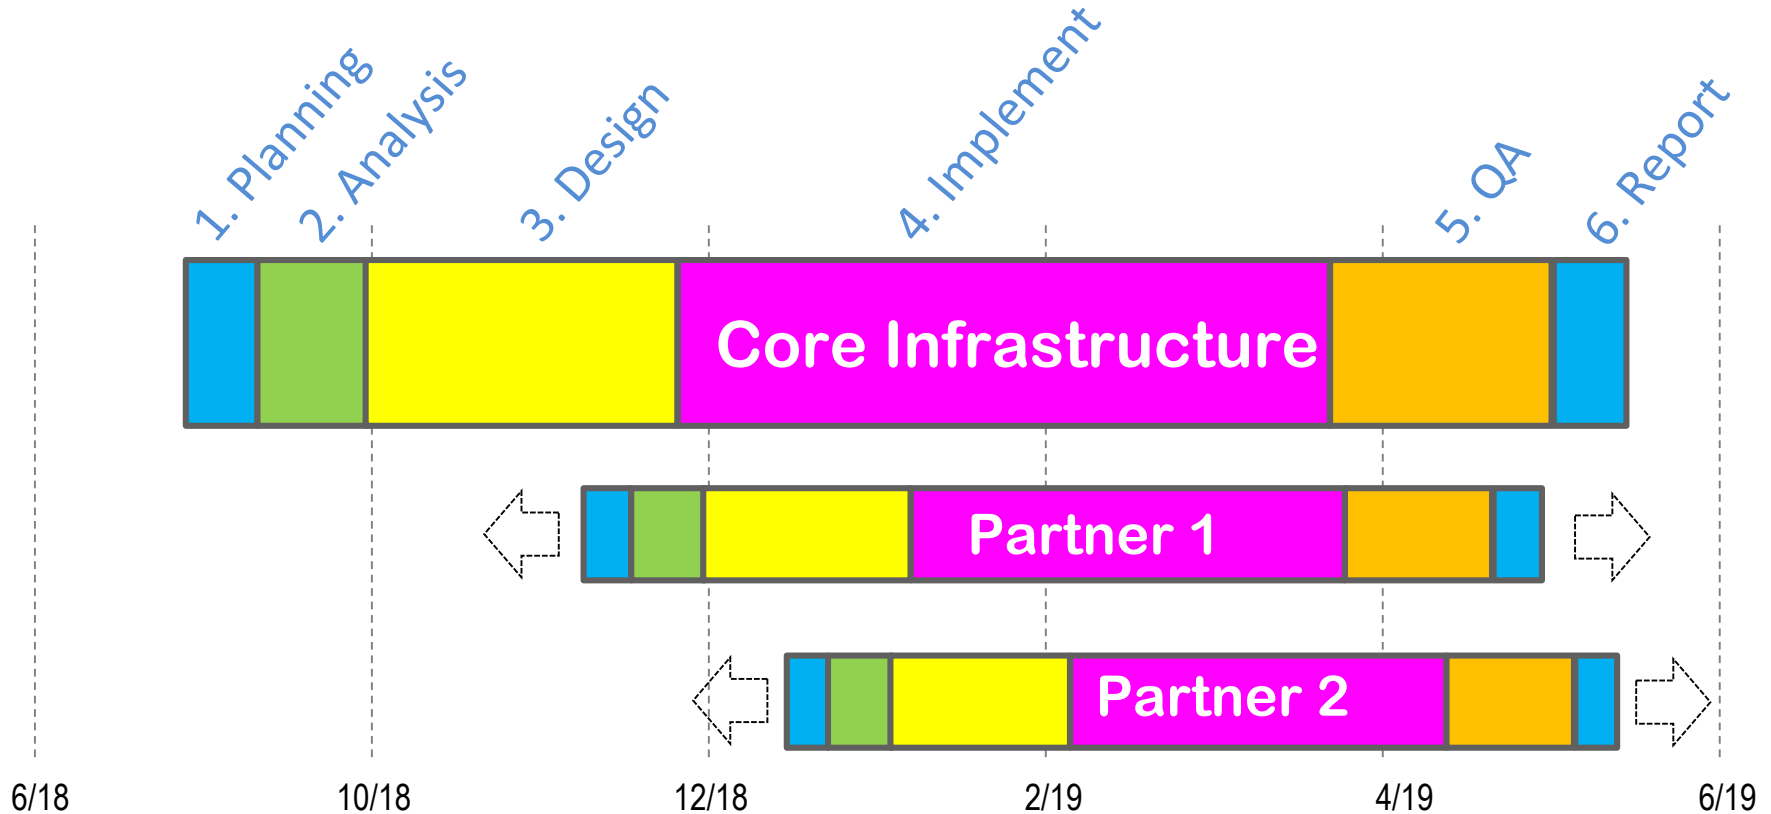 1. Planning
2. Analysis
3. Design
4. Implement
5. QA
6. Report
Core Infrastructure
Partner 1
Partner 2
6/18
10/18
12/18
2/19
4/19
6/19